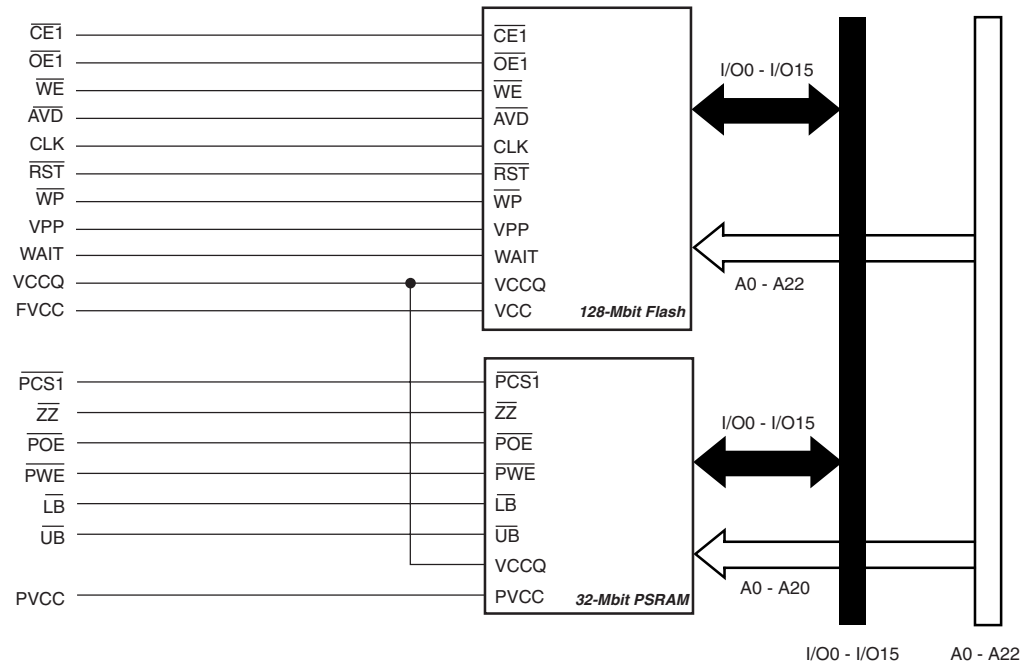 CE1 CE1
OE1 OE1
WE WE
AVD AVD
CLK CLK
RST RST
WP WP
VPP VPP
WAIT WAIT
VCCQ VCCQ
FVCC VCC 128-Mbit Flash
I/O0 - I/O15
A0 - A22
PCS1 PCS1
ZZ ZZ
POE POE
PWE PWE
LB LB
UB UB
VCCQ
PVCC PVCC 32-Mbit PSRAM
I/O0 - I/O15
A0 - A20
I/O0 - I/O15 A0 - A22